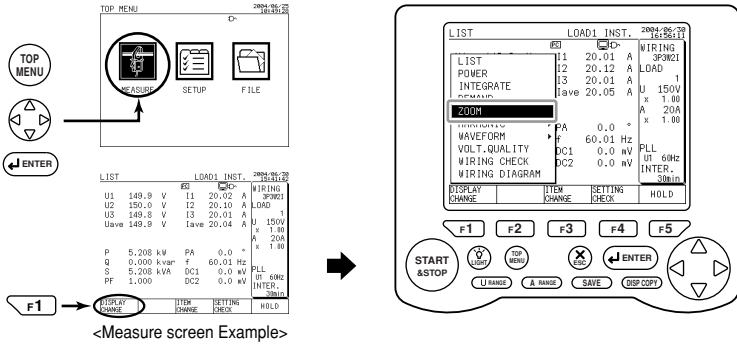 TOP MENU
2004/06/25
10:49:26
TOP
MENU
MEASURE
SETUP
FILE
ENTER
LIST
LOAD1 INST.
2004/06/30
15:41:42
PC
U1 149.9 V I1 20.02 A
U2 150.0 V I2 20.10 A
U3 149.8 V I3 20.01 A
Uave 149.9 V Iave 20.04 A
P 5.208 kW PA 0.0 °
Q 0.000 kvar f 60.01 Hz
S 5.208 kVA DC1 0.0 mV
PF 1.000 DC2 0.0 mV
WIRING
3P3W2I
LOAD
1
U 150V
x 1.00
A 20A
x 1.00
PLL
U1 60Hz
INTER.
30min
F1
DISPLAY
CHANGE
ITEM
CHANGE
SETTING
CHECK
HOLD
<Measure screen Example>
LIST
LOAD1 INST.
2004/06/30
16:56:11
PC
LIST
POWER
INTEGRATE
DEMAND
ZOOM
HARMONIC
WAVEFORM
VOLT.QUALITY
WIRING CHECK
WIRING DIAGRAM
I1 20.01 A
I2 20.12 A
I3 20.01 A
Iave 20.05 A
PA 0.0 °
f 60.01 Hz
DC1 0.0 mV
DC2 0.0 mV
WIRING
3P3W2I
LOAD
1
U 150V
x 1.00
A 20A
x 1.00
PLL
U1 60Hz
INTER.
30min
DISPLAY
CHANGE
ITEM
CHANGE
SETTING
CHECK
HOLD
F1
F2
F3
F4
F5
START
&STOP
LIGHT
TOP
MENU
ESC
ENTER
U RANGE
A RANGE
SAVE
DISP COPY